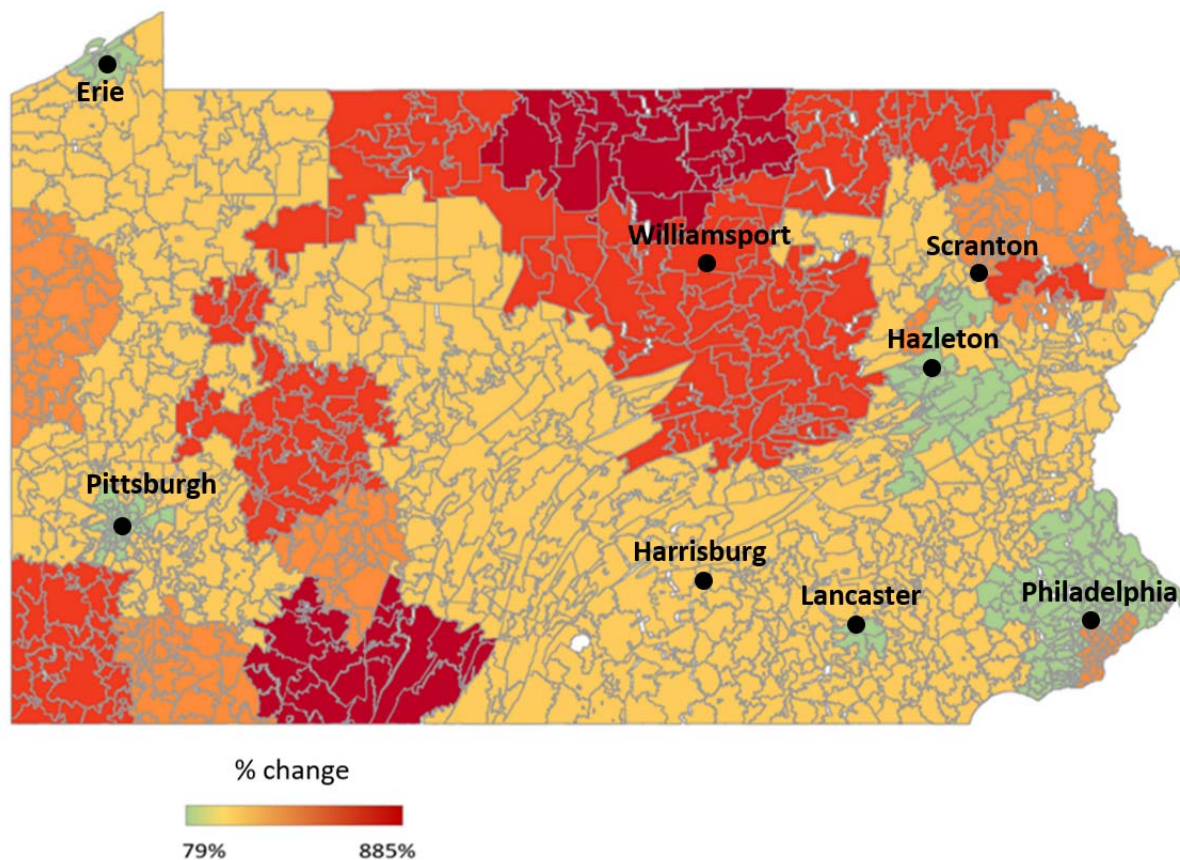 Erie
Williamsport
Scranton
Hazleton
Pittsburgh
Harrisburg
Lancaster
Philadelphia
% change
79%
885%